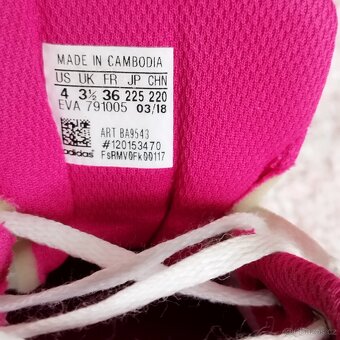 MADE IN CAMBODIA
US UK FR JP CHN
4 3½ 36 225 220
EVA 791005 03/18
ART BA9543
#120153470
adidas FsRMV0Fk00117